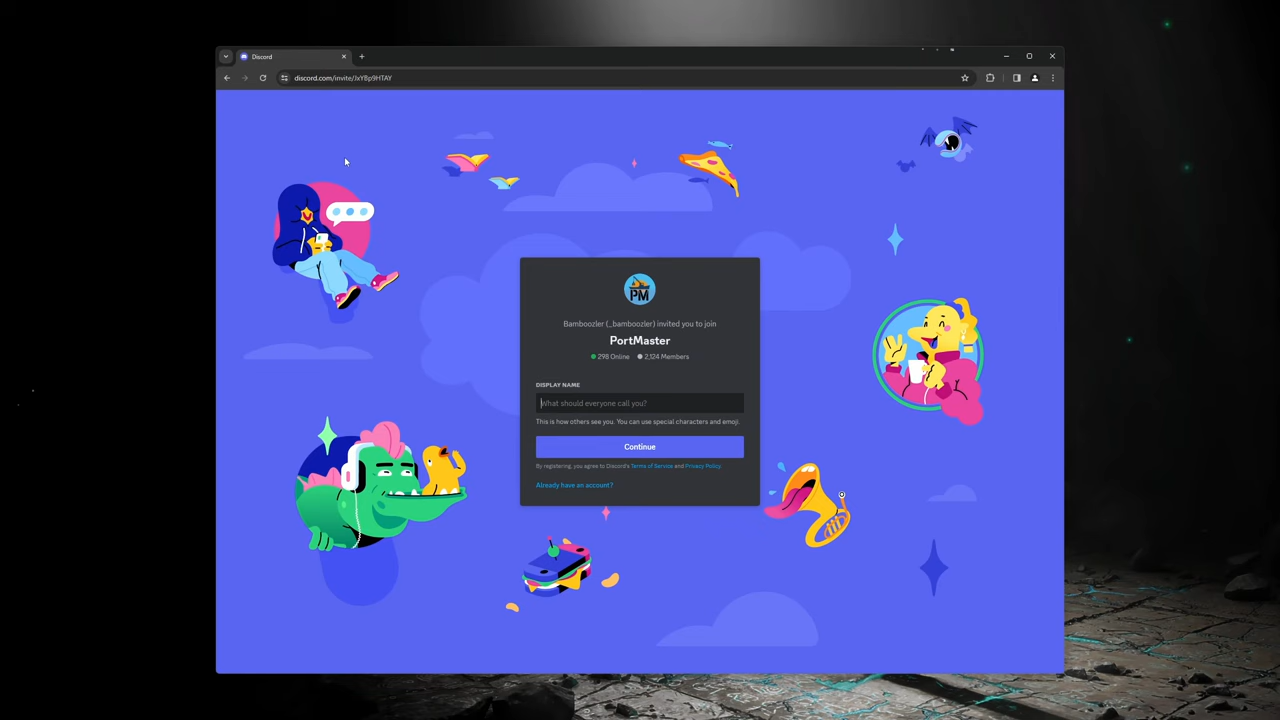 Discord
discord.com/invite/JxYBp9HTAY
PM
Bamboozler (_bamboozler) invited you to join
PortMaster
298 Online 2,124 Members
DISPLAY NAME
What should everyone call you?
This is how others see you. You can use special characters and emoji.
Continue
By registering, you agree to Discord's Terms of Service and Privacy Policy.
Already have an account?